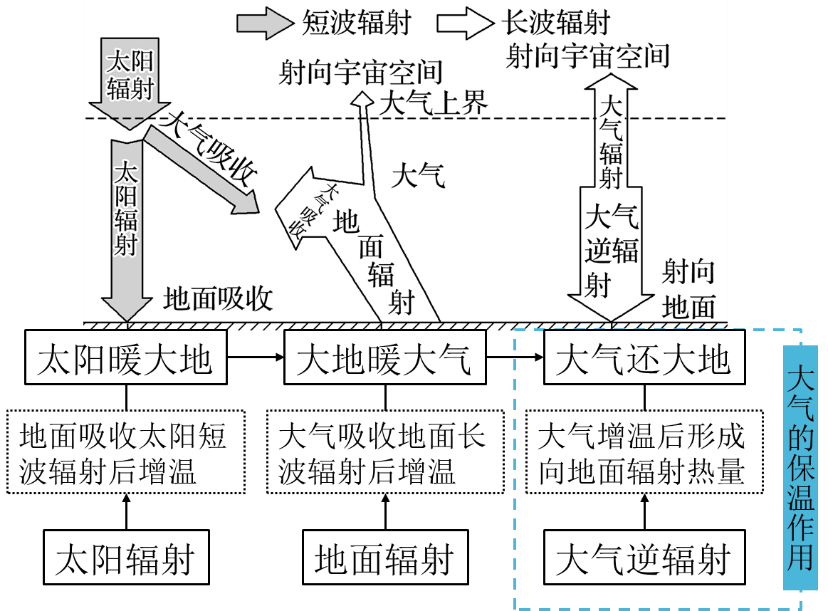 短波辐射
长波辐射
太阳
辐射
射向宇宙空间
射向宇宙空间
大气上界
大气吸收
太阳辐射
大气
大气吸收
地面辐射
大气辐射
大气
逆辐
射
地面吸收
射向
地面
太阳暖大地
大地暖大气
大气还大地
地面吸收太阳短
波辐射后增温
大气吸收地面长
波辐射后增温
大气增温后形成
向地面辐射热量
太阳辐射
地面辐射
大气逆辐射
大气的保温作用